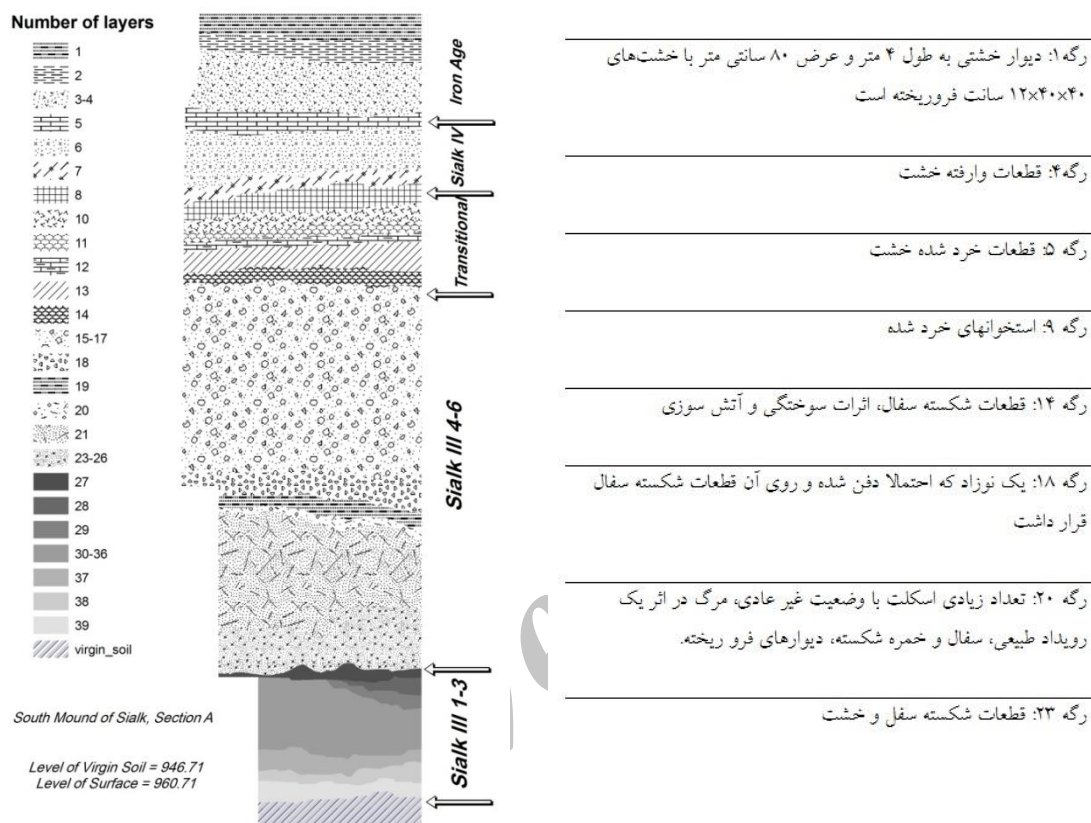 Number of layers
1
2
3-4
5
6
7
8
10
11
12
13
14
15-17
18
19
20
21
23-26
27
28
29
30-36
37
38
39
virgin_soil
South Mound of Sialk, Section A
Level of Virgin Soil = 946.71
Level of Surface = 960.71
Iron Age
Sialk IV
Transitional
Sialk III 4-6
Sialk III 1-3
رگه۱: دیوار خشتی به طول ۴ متر و عرض ۸۰ سانتی متر با خشت‌های
۱۲×۴۰×۴۰ سانت فروریخته است
رگه۴: قطعات وارفته خشت
رگه ۵: قطعات خرد شده خشت
رگه ۹: استخوانهای خرد شده
رگه ۱۴: قطعات شکسته سفال، اثرات سوختگی و آتش سوزی
رگه ۱۸: یک نوزاد که احتمالا دفن شده و روی آن قطعات شکسته سفال
قرار داشت
رگه ۲۰: تعداد زیادی اسکلت با وضعیت غیر عادی، مرگ در اثر یک
رویداد طبیعی، سفال و خمره شکسته، دیوارهای فرو ریخته.
رگه ۲۳: قطعات شکسته سفل و خشت